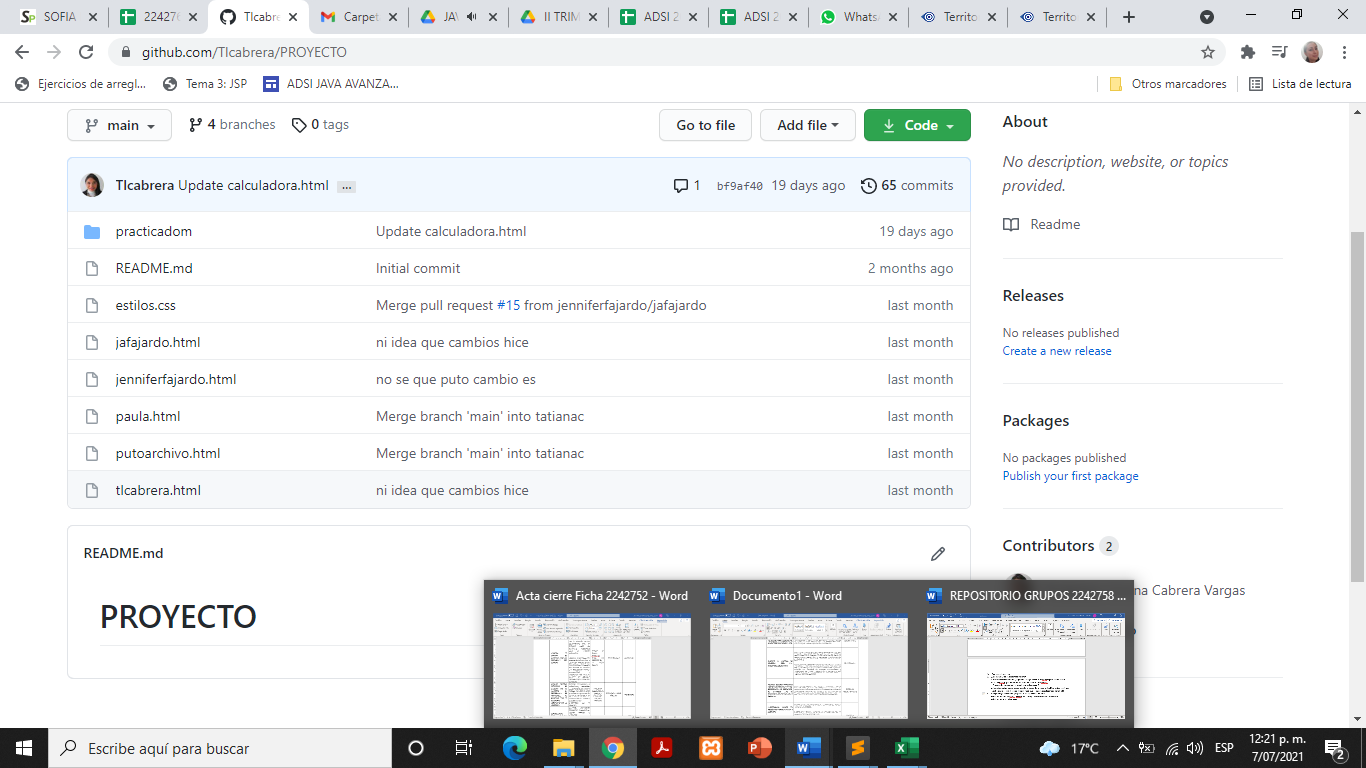 SOFIA
224276
Tlcabre
Carpet
JAV
II TRIM
ADSI 2
ADSI 2
WhatsA
Territo
Territo
github.com/Tlcabrera/PROYECTO
Ejercicios de arregl...
Tema 3: JSP
ADSI JAVA AVANZA...
Otros marcadores
Lista de lectura
main
4 branches
0 tags
Go to file
Add file
Code
Tlcabrera Update calculadora.html ...
1
bf9af40 19 days ago
65 commits
practicadom Update calculadora.html 19 days ago
README.md Initial commit 2 months ago
estilos.css Merge pull request #15 from jenniferfajardo/jafajardo last month
jafajardo.html ni idea que cambios hice last month
jenniferfajardo.html no se que puto cambio es last month
paula.html Merge branch 'main' into tatianac last month
putoarchivo.html Merge branch 'main' into tatianac last month
tlcabrera.html ni idea que cambios hice last month
README.md
PROYECTO
About
No description, website, or topics
provided.
Readme
Releases
No releases published
Create a new release
Packages
No packages published
Publish your first package
Contributors 2
na Cabrera Vargas
Acta cierre Ficha 2242752 - Word
Documento1 - Word
REPOSITORIO GRUPOS 2242758 ...
Escribe aquí para buscar
17°C
ESP
12:21 p. m.
7/07/2021
2